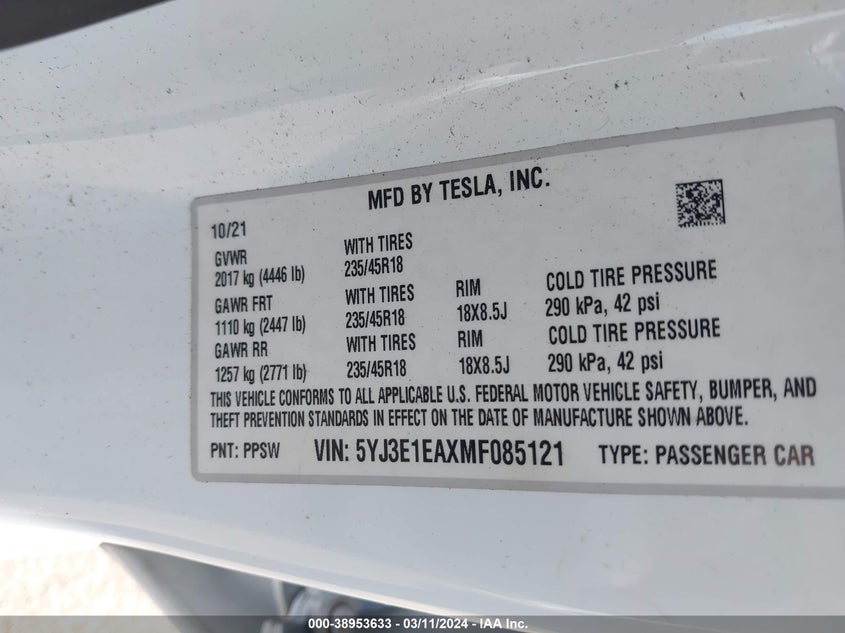 MFD BY TESLA, INC.
10/21
GVWR WITH TIRES
2017 kg (4446 lb) 235/45R18
GAWR FRT WITH TIRES RIM COLD TIRE PRESSURE
1110 kg (2447 lb) 235/45R18 18X8.5J 290 kPa, 42 psi
GAWR RR WITH TIRES RIM COLD TIRE PRESSURE
1257 kg (2771 lb) 235/45R18 18X8.5J 290 kPa, 42 psi
THIS VEHICLE CONFORMS TO ALL APPLICABLE U.S. FEDERAL MOTOR VEHICLE SAFETY, BUMPER, AND
THEFT PREVENTION STANDARDS IN EFFECT ON THE DATE OF MANUFACTURE SHOWN ABOVE.
PNT: PPSW VIN: 5YJ3E1EAXMF085121 TYPE: PASSENGER CAR
000-38953633 - 03/11/2024 - IAA Inc.